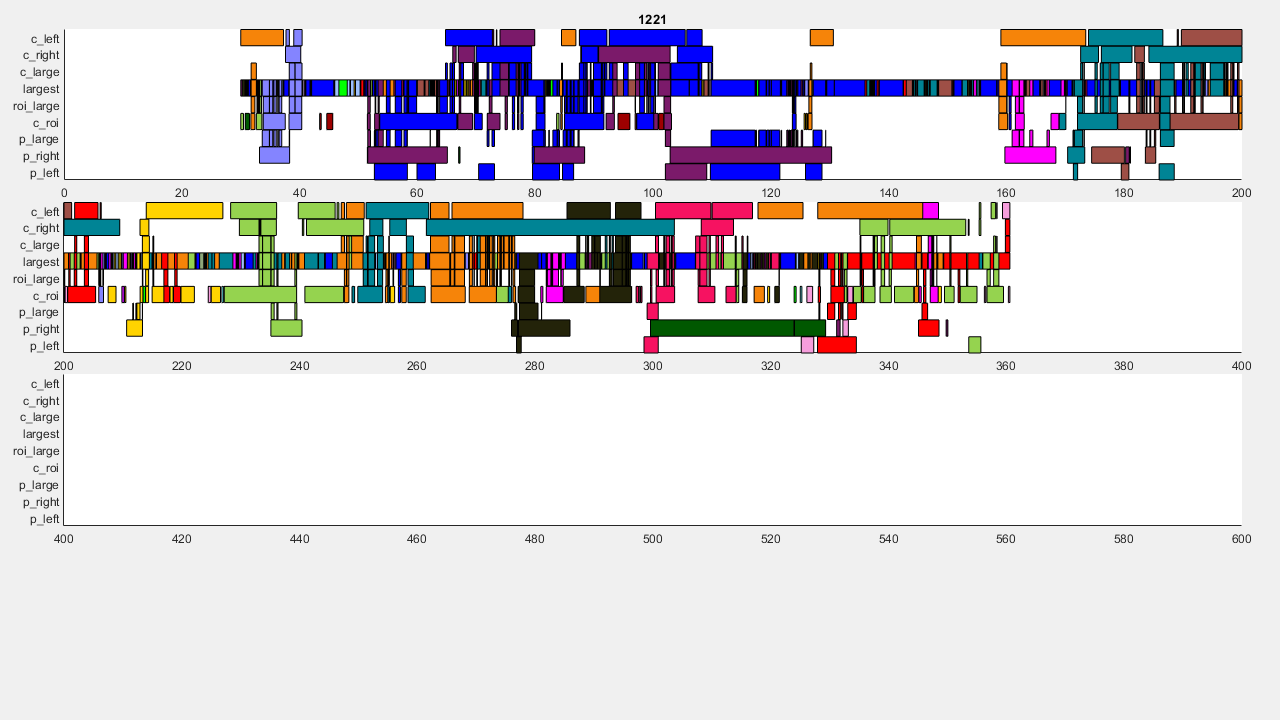 1221
c_left
c_right
c_large
largest
roi_large
c_roi
p_large
p_right
p_left
0 20 40 60 80 100 120 140 160 180 200
c_left
c_right
c_large
largest
roi_large
c_roi
p_large
p_right
p_left
200 220 240 260 280 300 320 340 360 380 400
c_left
c_right
c_large
largest
roi_large
c_roi
p_large
p_right
p_left
400 420 440 460 480 500 520 540 560 580 600